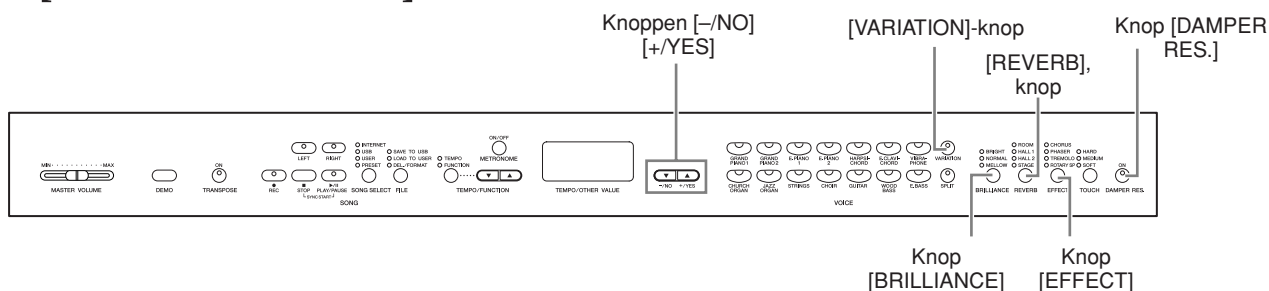 Knoppen [–/NO]
[+/YES]
[VARIATION]-knop
Knop [DAMPER
RES.]
[REVERB],
knop
MIN
MAX
MASTER VOLUME
DEMO
ON
TRANSPOSE
REC
LEFT
RIGHT
STOP
PLAY/PAUSE
SYNC START
SONG
INTERNET
USB
USER
PRESET
SONG SELECT
SAVE TO USB
LOAD TO USER
DEL./FORMAT
FILE
TEMPO
FUNCTION
ON/OFF
METRONOME
TEMPO/FUNCTION
TEMPO/OTHER VALUE
–/NO +/YES
GRAND PIANO 1
GRAND PIANO 2
E.PIANO 1
E.PIANO 2
HARPSI-CHORD
E.CLAVI-CHORD
VIBRA-PHONE
VARIATION
CHURCH ORGAN
JAZZ ORGAN
STRINGS
CHOIR
GUITAR
WOOD BASS
E.BASS
SPLIT
VOICE
BRIGHT
NORMAL
MELLOW
BRILLIANCE
ROOM
HALL 1
HALL 2
STAGE
REVERB
CHORUS
PHASER
TREMOLO
ROTARY SP
EFFECT
HARD
MEDIUM
SOFT
TOUCH
ON
DAMPER RES.
Knop
[BRILLIANCE]
Knop
[EFFECT]